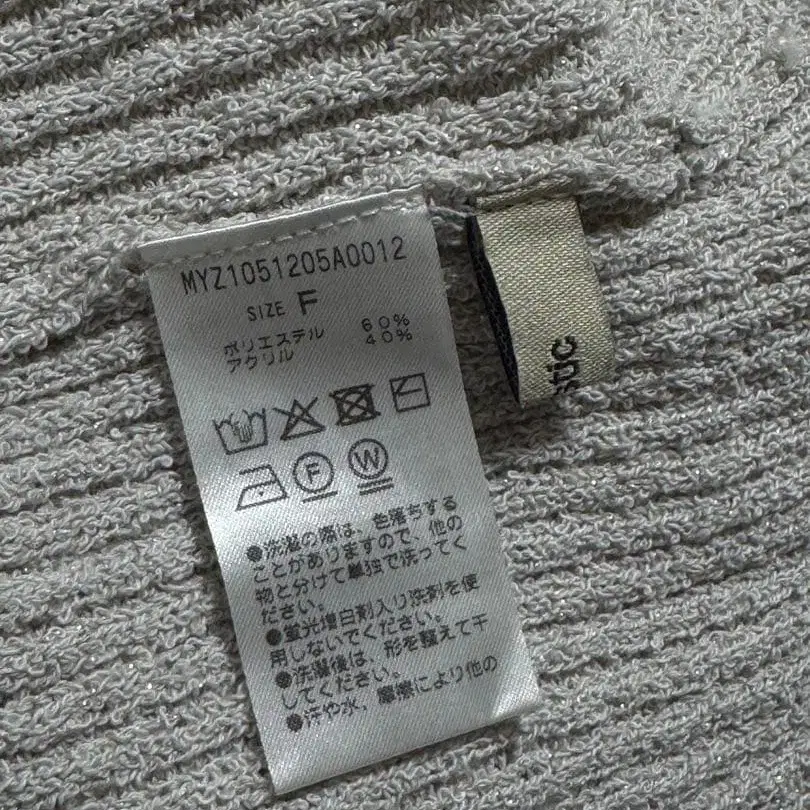 MYZ1051205A0012
SIZE F
ポリエステル 60%
アクリル 40%
F W
●洗濯の際は、色落ちする
ことがありますので、他の
物と分けて単独で洗ってく
ださい。
●蛍光増白剤入り洗剤を使
用しないでください。
●洗濯後は、形を整えて干
してください。
●汗や水、摩擦により他の
stic